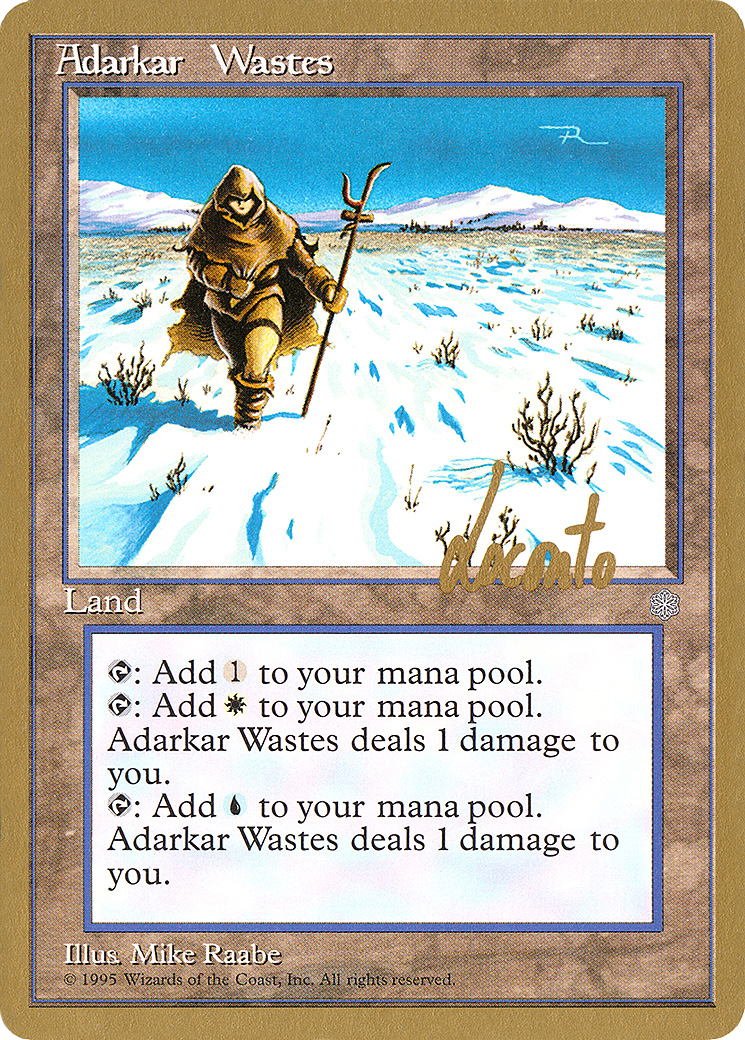 Adarkar Wastes
Loconto
Land
: Add 1 to your mana pool.
: Add to your mana pool.
Adarkar Wastes deals 1 damage to
you.
: Add to your mana pool.
Adarkar Wastes deals 1 damage to
you.
Illus. Mike Raabe
© 1995 Wizards of the Coast, Inc. All rights reserved.